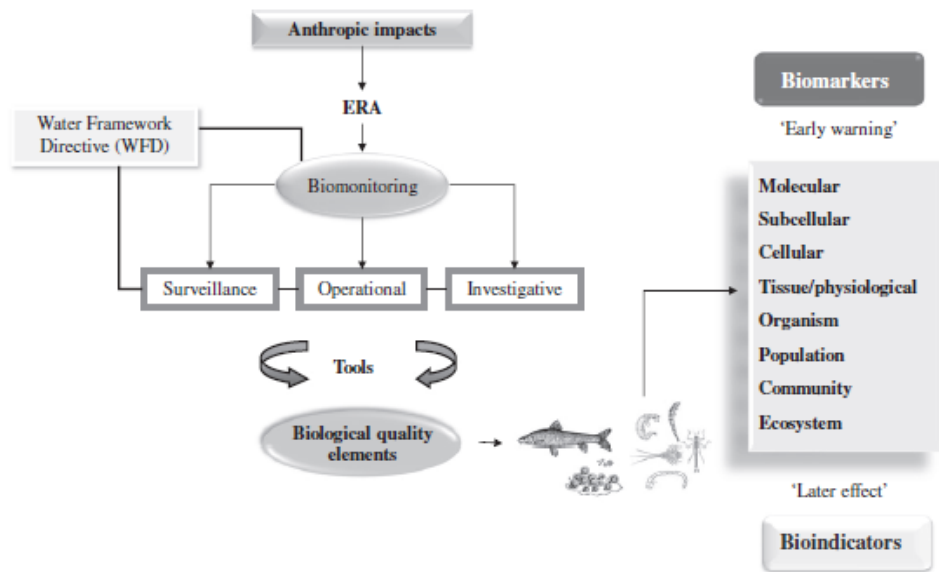 Anthropic impacts
ERA
Water Framework
Directive (WFD)
Biomonitoring
Surveillance
Operational
Investigative
Tools
Biological quality
elements
Biomarkers
‘Early warning’
Molecular
Subcellular
Cellular
Tissue/physiological
Organism
Population
Community
Ecosystem
‘Later effect’
Bioindicators